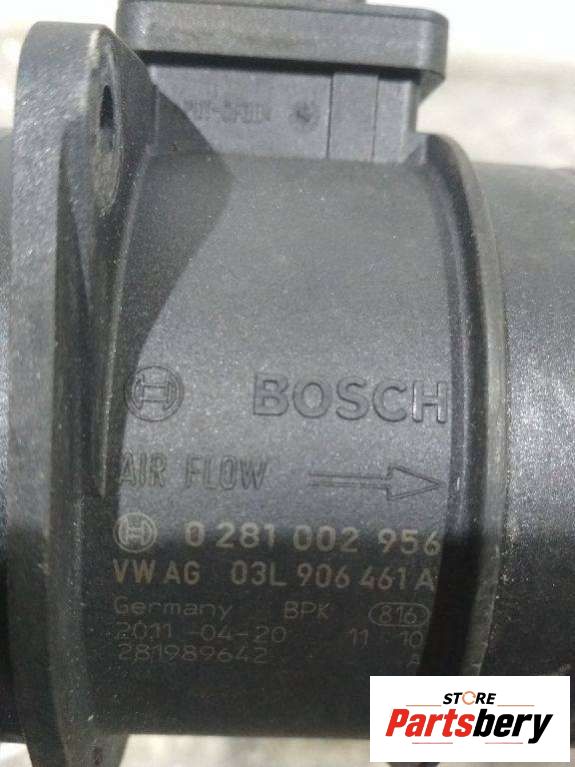 BOSCH
AIR FLOW
0 281 002 956
VW AG 03L 906 461 A
Germany BPK 816
2011-04-20 11 10
281989642 A
STORE
Partsbery